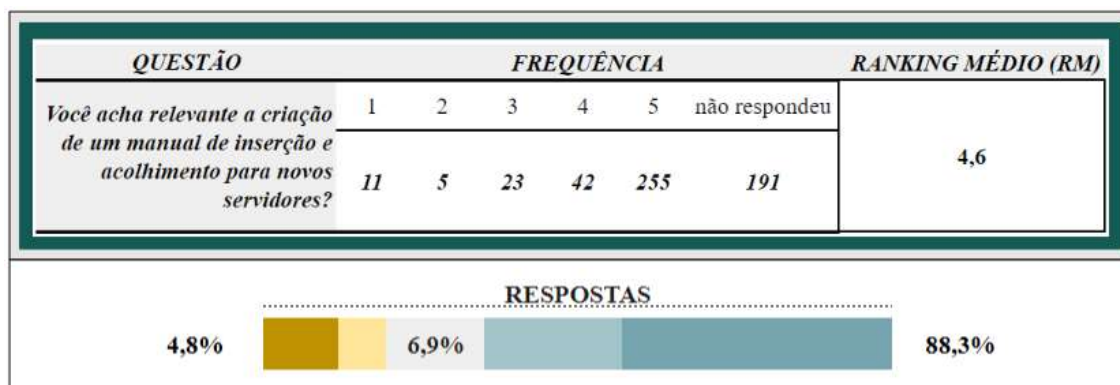 QUESTÃO FREQUÊNCIA RANKING MÉDIO (RM)
Você acha relevante a criação
de um manual de inserção e
acolhimento para novos
servidores?
1 2 3 4 5 não respondeu
11 5 23 42 255 191
4,6
RESPOSTAS
4,8% 6,9% 88,3%